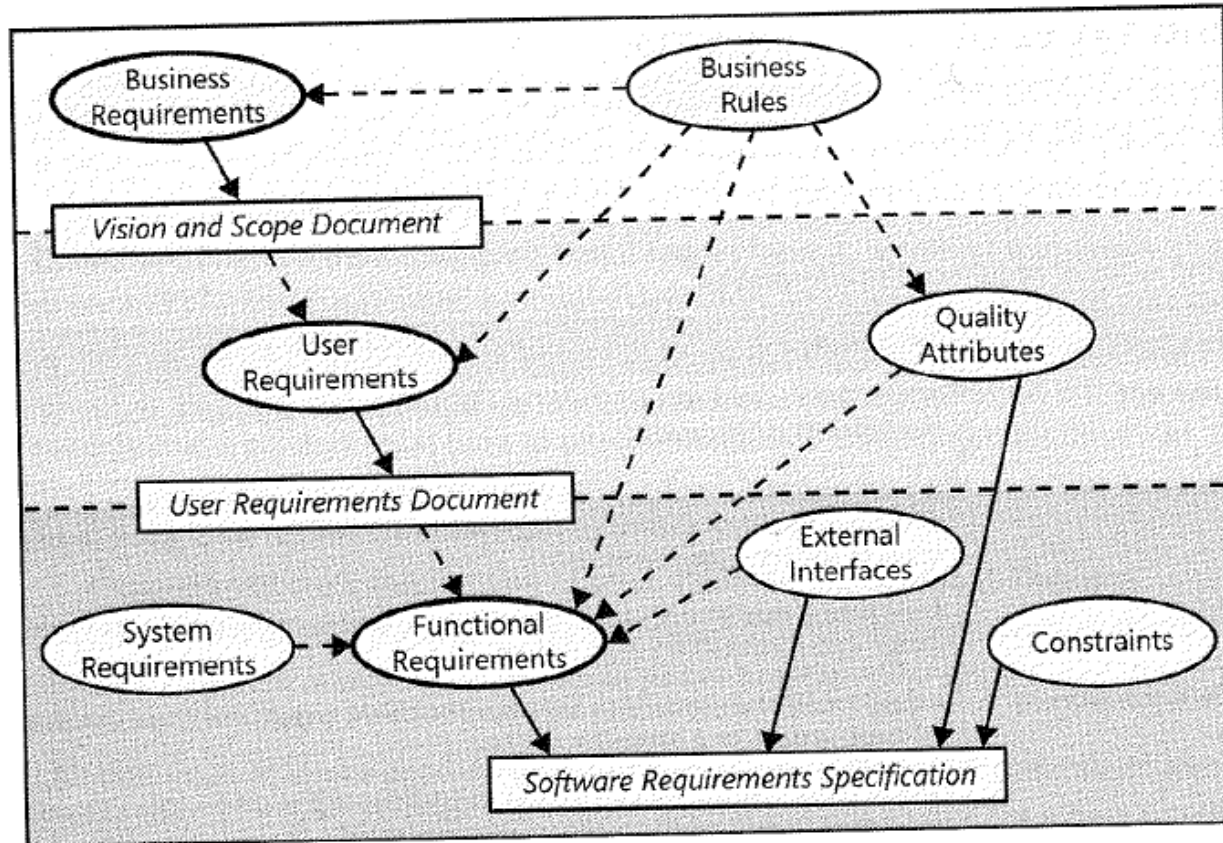 Business
Requirements
Business
Rules
Vision and Scope Document
User
Requirements
Quality
Attributes
User Requirements Document
External
Interfaces
System
Requirements
Functional
Requirements
Constraints
Software Requirements Specification